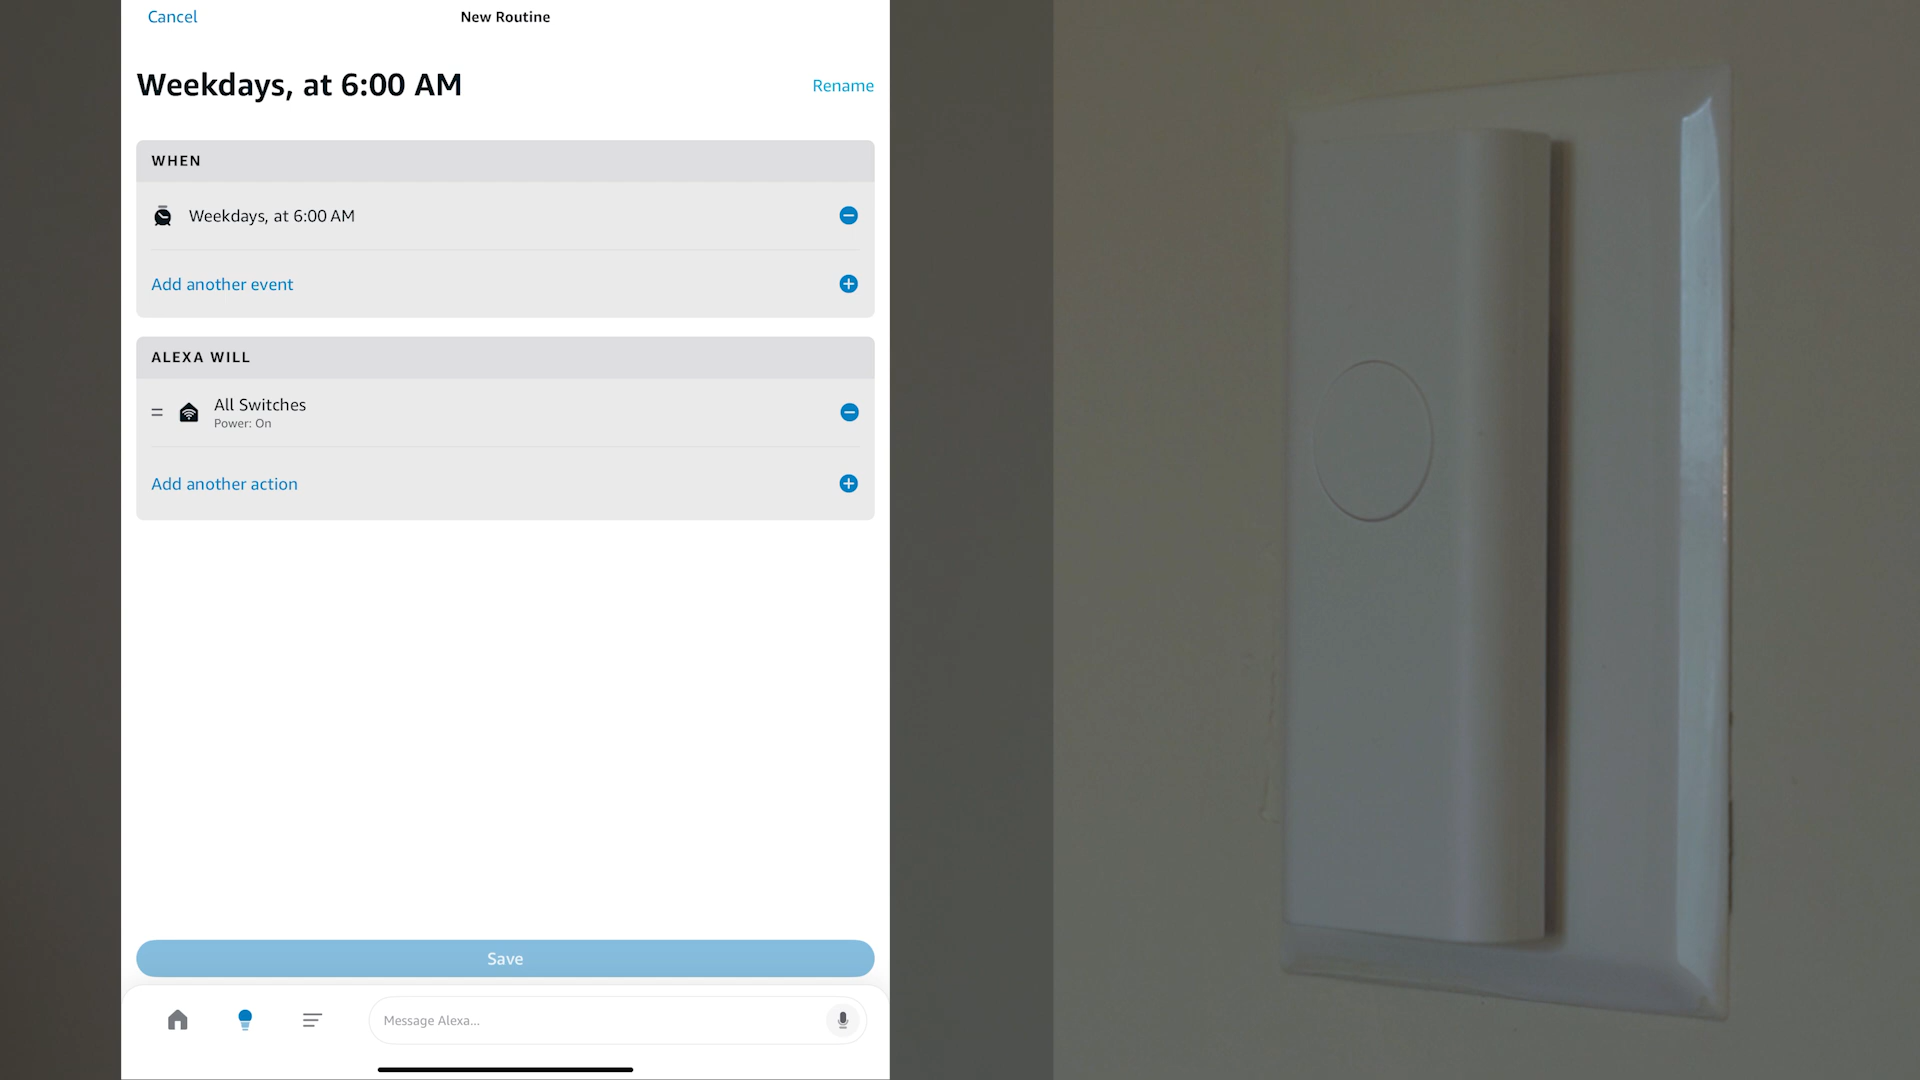 Cancel
New Routine
Weekdays, at 6:00 AM
Rename
WHEN
Weekdays, at 6:00 AM
Add another event
ALEXA WILL
All Switches
Power: On
Add another action
Save
Message Alexa...